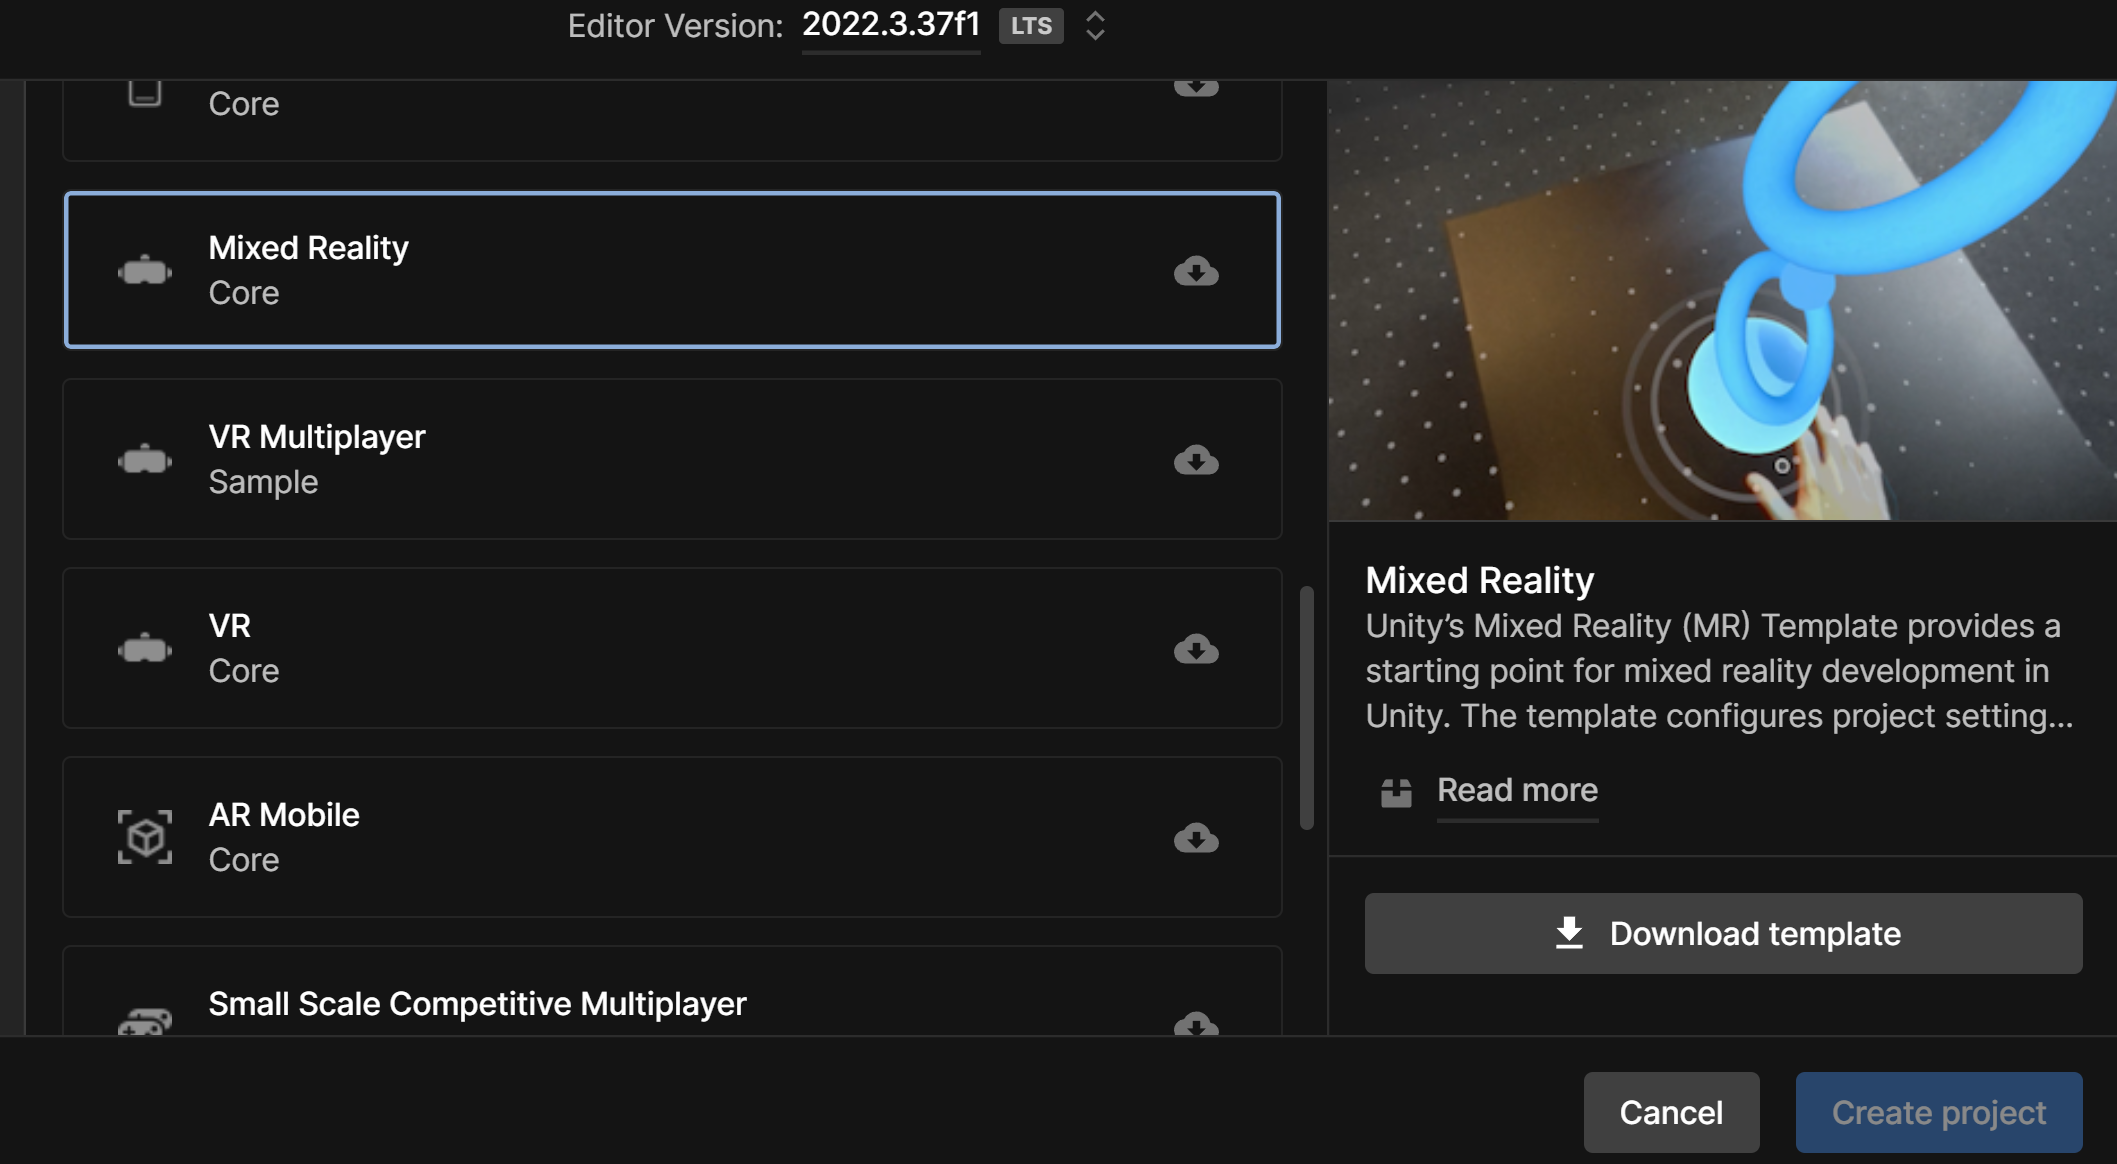 Editor Version: 2022.3.37f1 LTS
Core
Mixed Reality
Core
VR Multiplayer
Sample
VR
Core
AR Mobile
Core
Small Scale Competitive Multiplayer
Mixed Reality
Unity’s Mixed Reality (MR) Template provides a
starting point for mixed reality development in
Unity. The template configures project setting...
Read more
Download template
Cancel
Create project